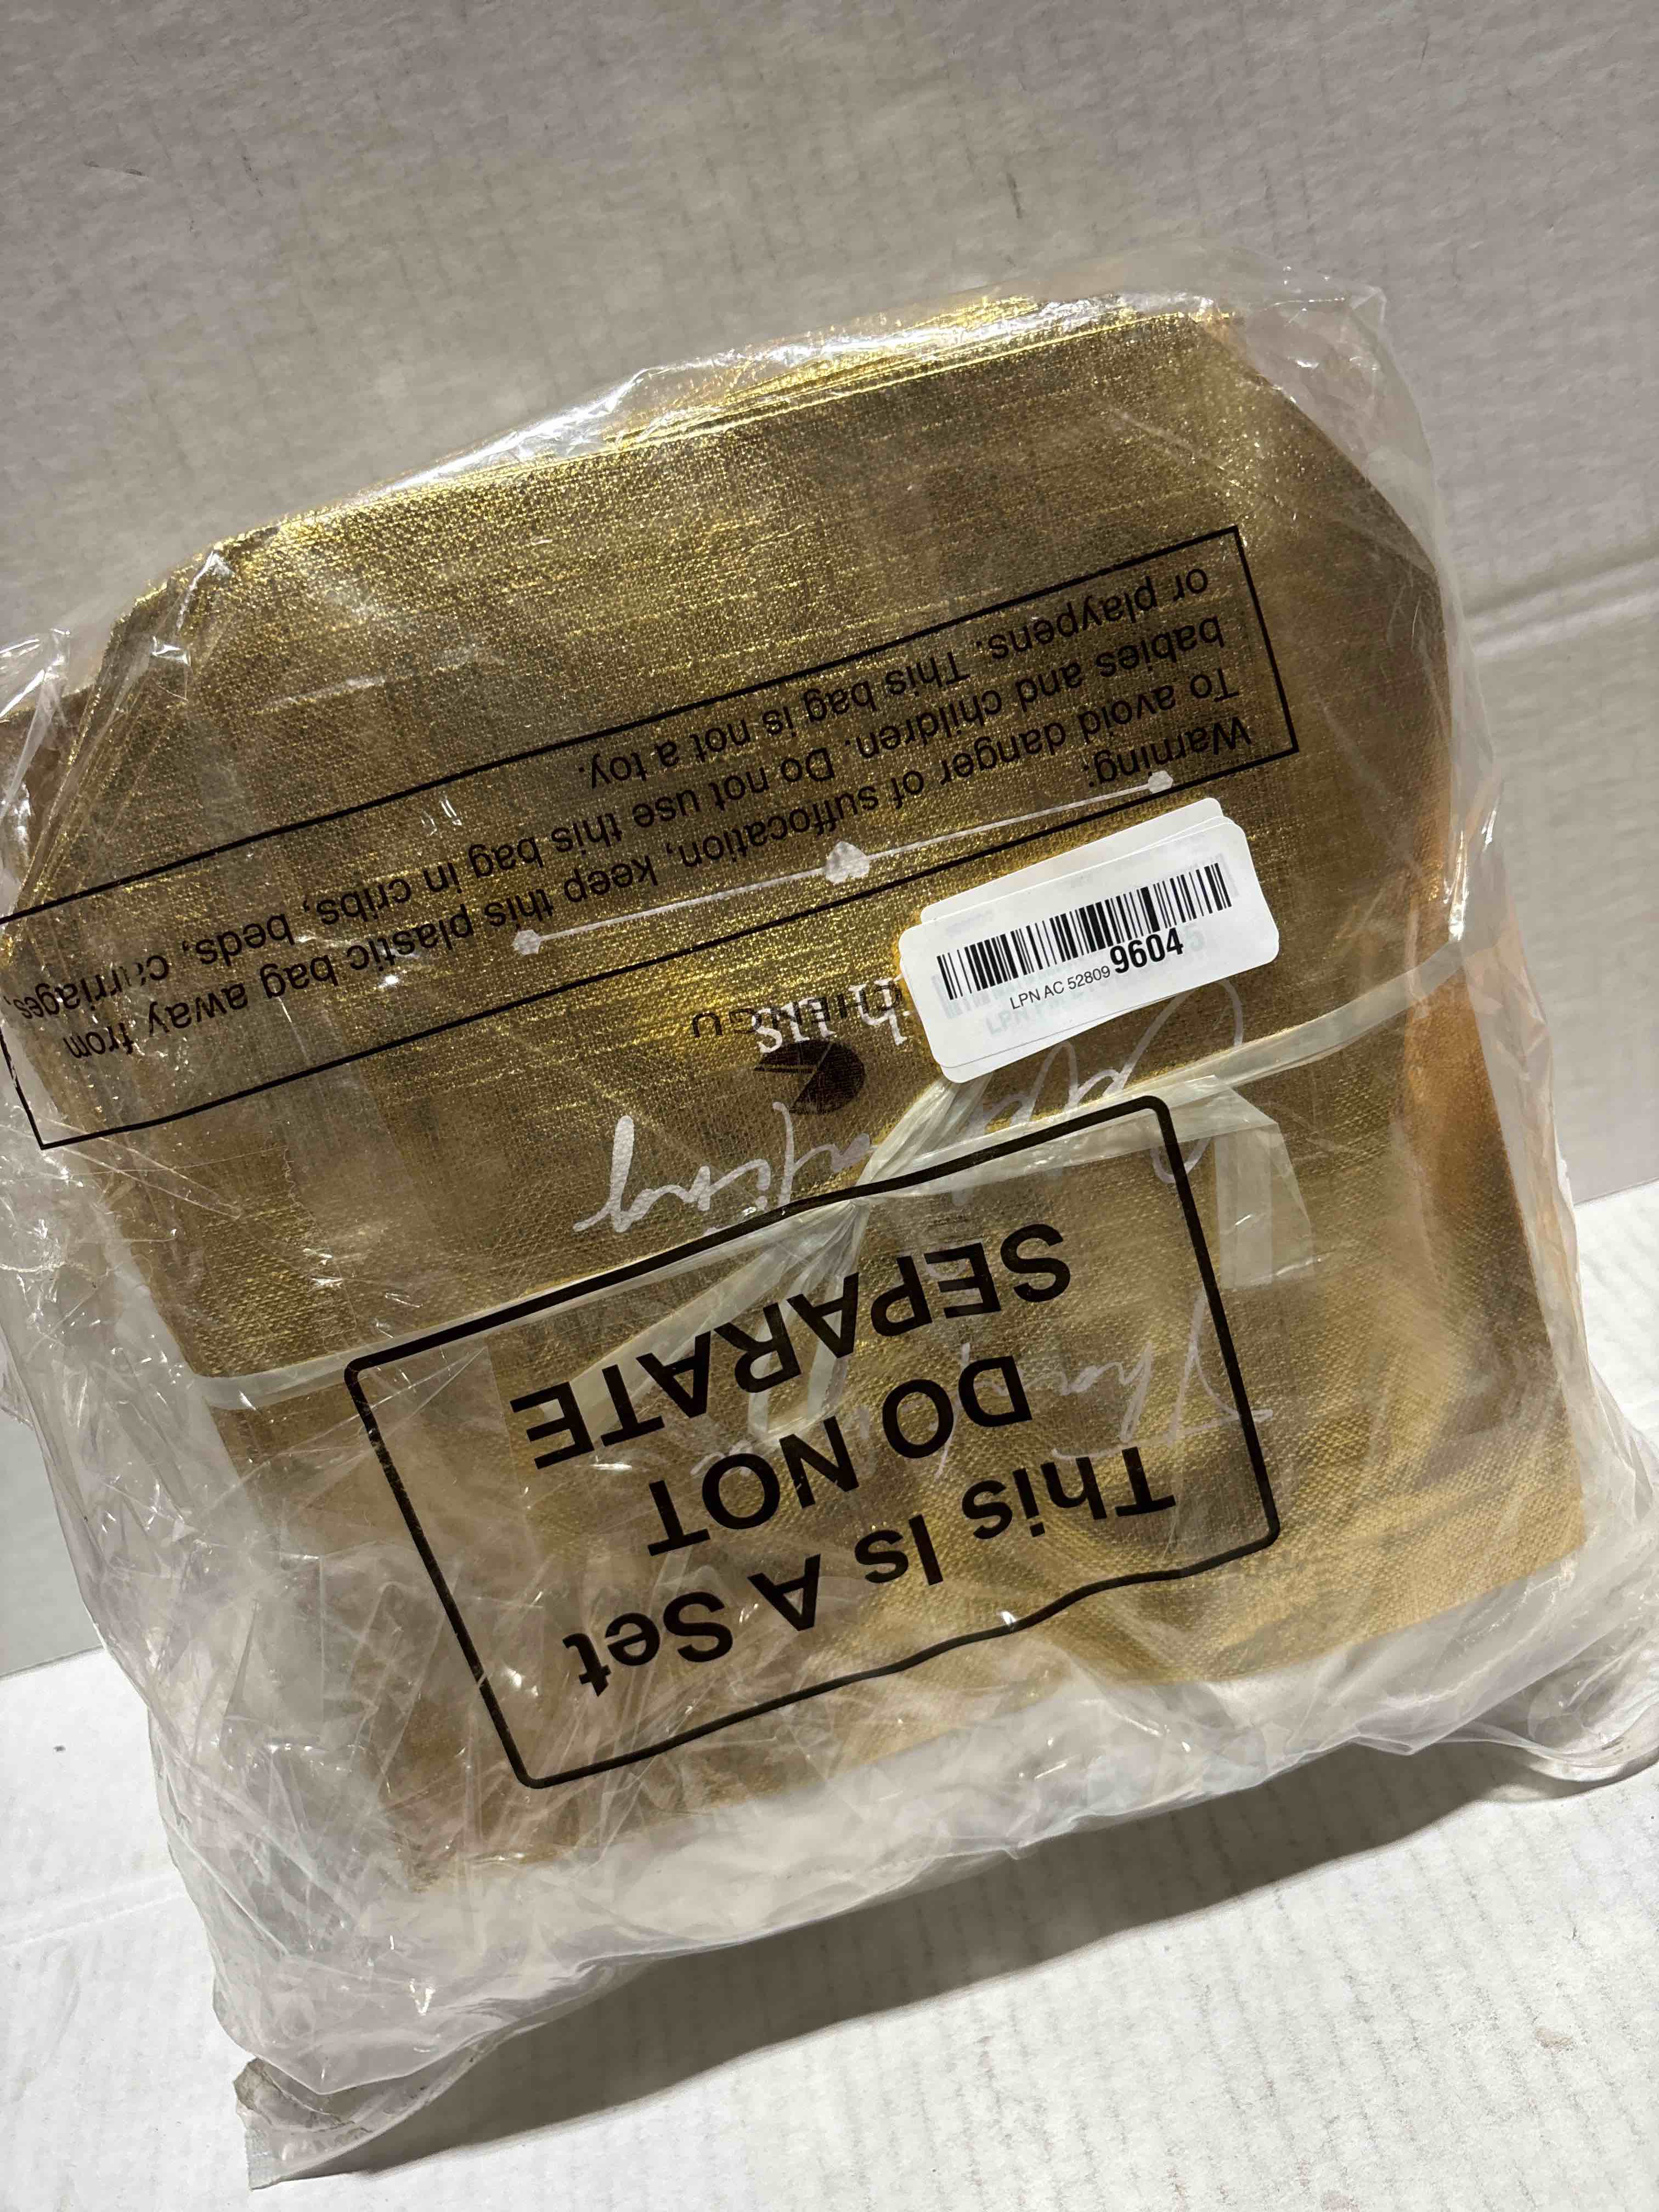 This Is A Set
DO NOT
SEPARATE
LPN AC 52809 9604
Warning:
To avoid danger of suffocation, keep this plastic bag away from
babies and children. Do not use this bag in cribs, beds, carriages,
or playpens. This bag is not a toy.